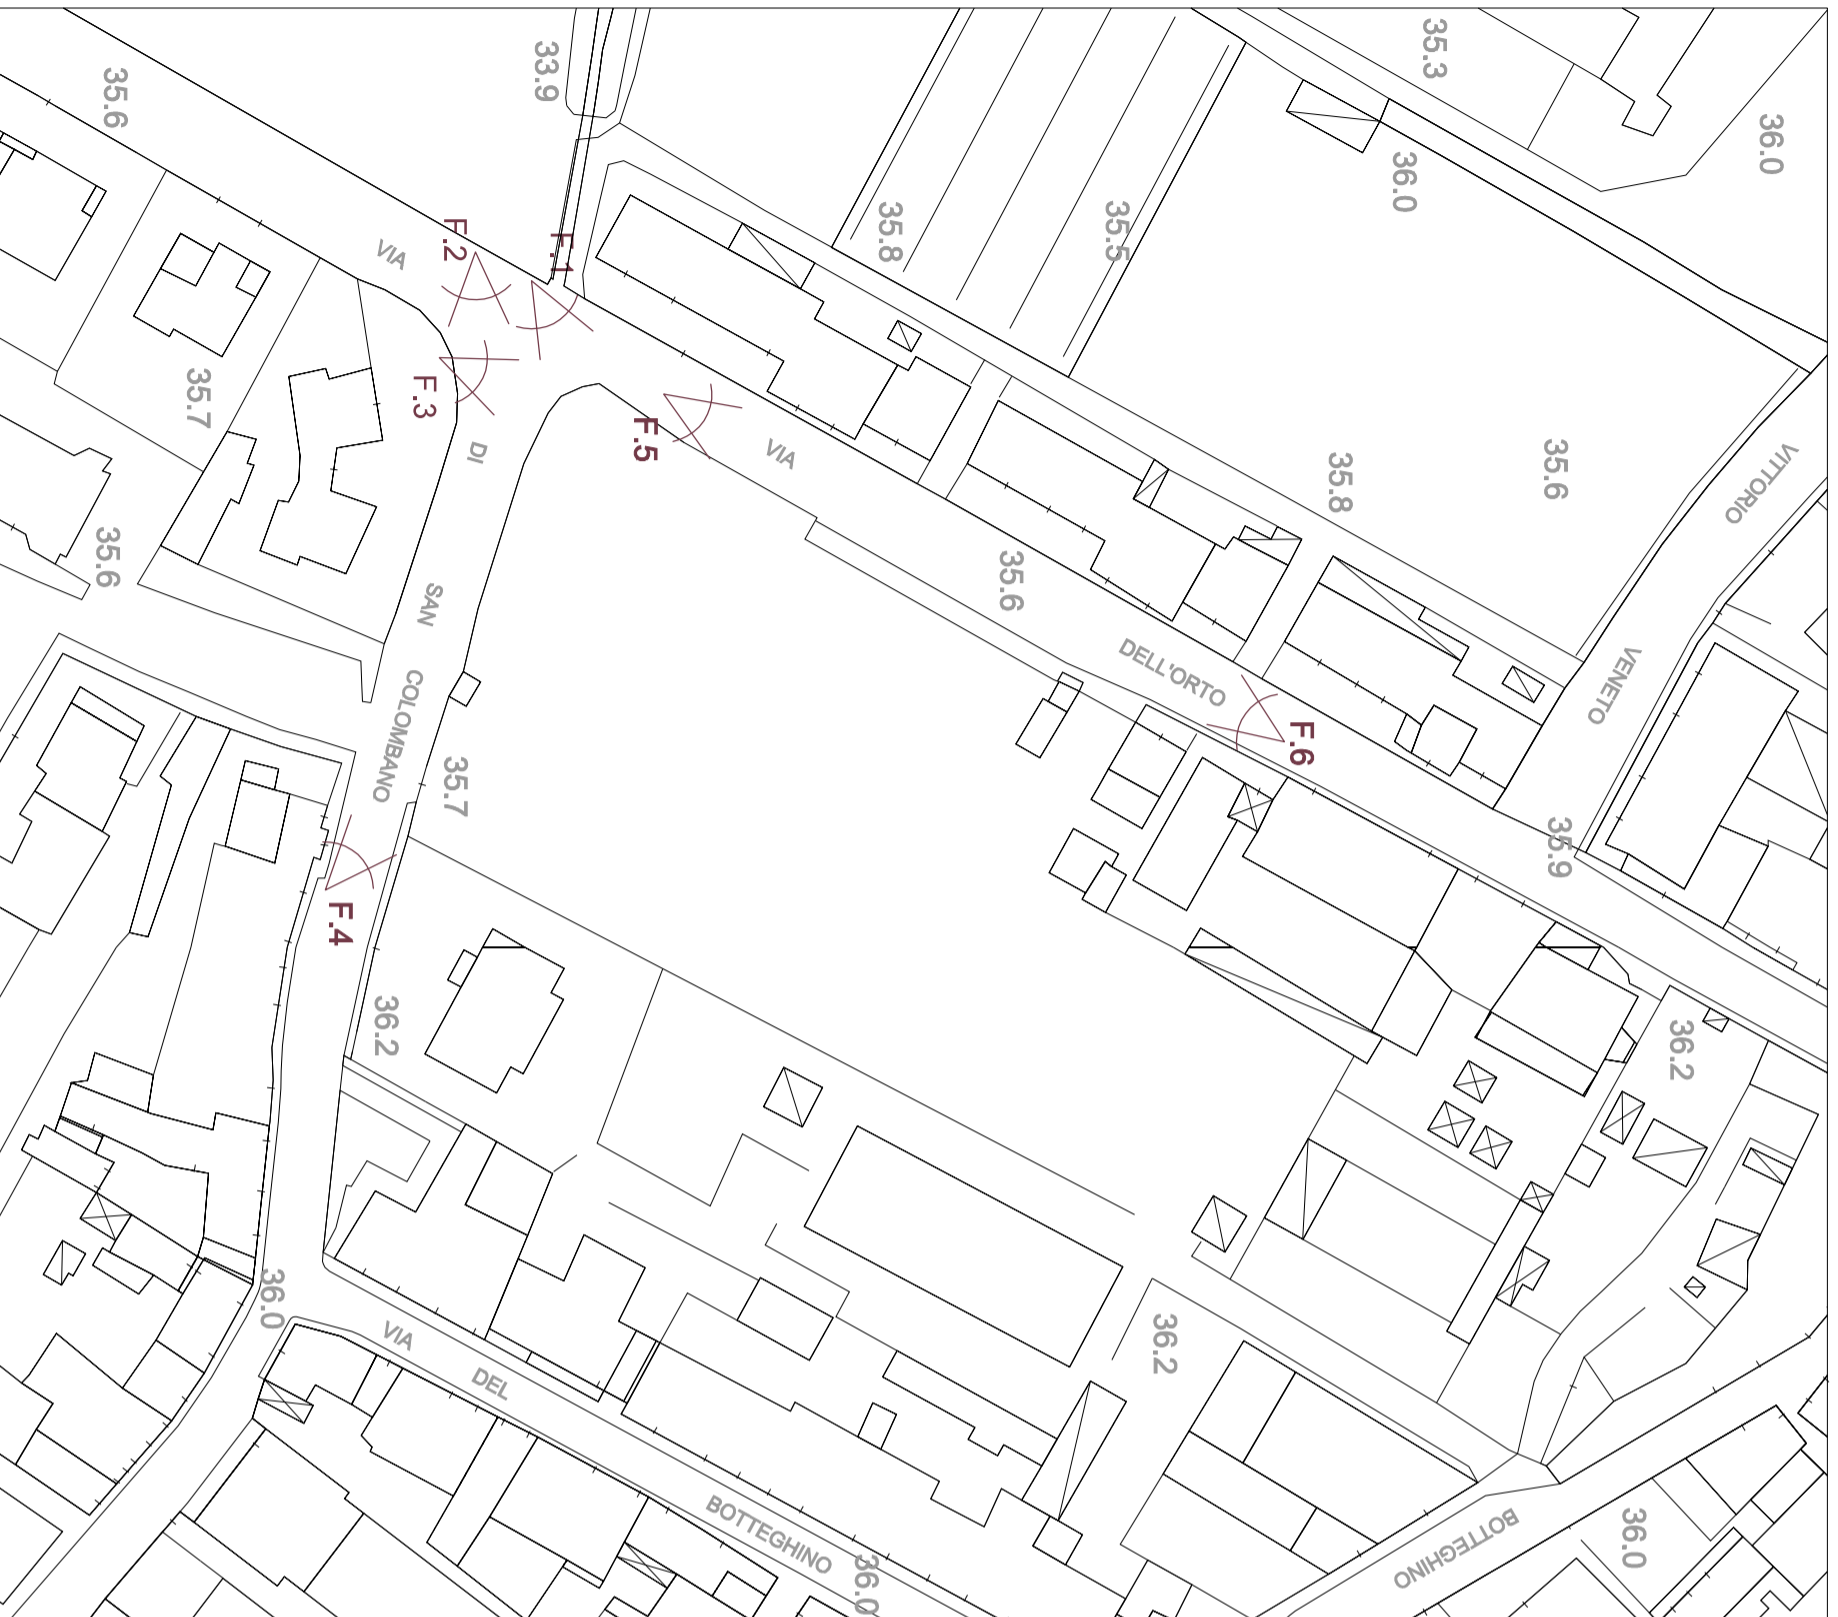 35.3
33.9
36.0
35.6
36.0
35.8
35.5
F.2
F.1
VIA
35.7
F.3
VITTORIO
F.5
DI
VIA
35.6
35.8
35.6
35.6
SAN
DELL'ORTO
VENETO
COLOMBANO
F.6
35.7
35.9
F.4
36.2
36.2
36.0
VIA
36.2
DEL
BOTTEGHINO
BOTTEGHINO
36.0
36.0